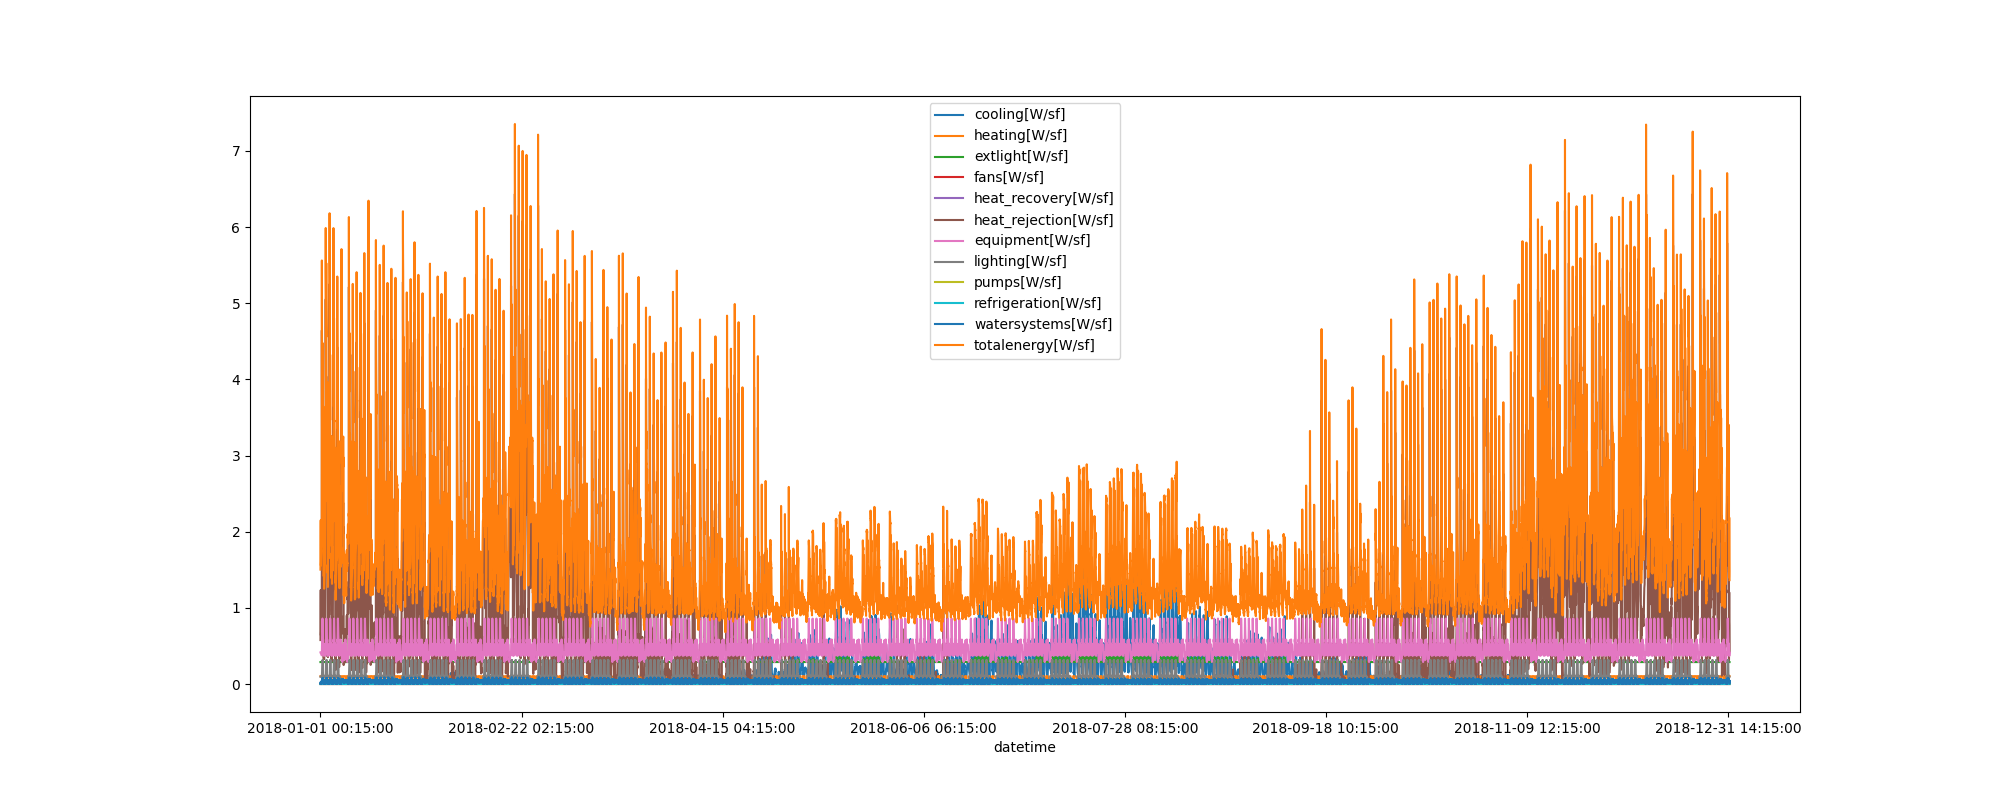 cooling[W/sf]
heating[W/sf]
extlight[W/sf]
fans[W/sf]
heat_recovery[W/sf]
heat_rejection[W/sf]
equipment[W/sf]
lighting[W/sf]
pumps[W/sf]
refrigeration[W/sf]
watersystems[W/sf]
totalenergy[W/sf]
7
6
5
4
3
2
1
0
2018-01-01 00:15:00 2018-02-22 02:15:00 2018-04-15 04:15:00 2018-06-06 06:15:00 2018-07-28 08:15:00 2018-09-18 10:15:00 2018-11-09 12:15:00 2018-12-31 14:15:00
datetime